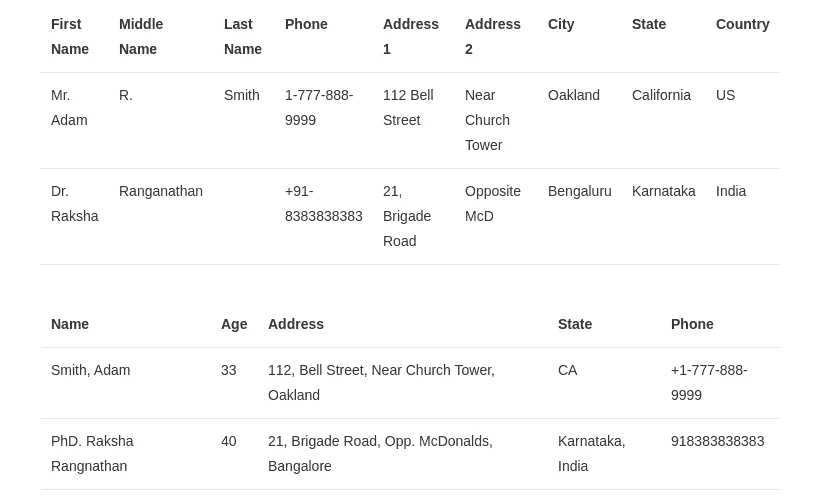 First Name Middle Name Last Name Phone Address 1 Address 2 City State Country
Mr. Adam R. Smith 1-777-888-9999 112 Bell Street Near Church Tower Oakland California US
Dr. Raksha Ranganathan +91-8383838383 21, Brigade Road Opposite McD Bengaluru Karnataka India
Name Age Address State Phone
Smith, Adam 33 112, Bell Street, Near Church Tower, Oakland CA +1-777-888-9999
PhD. Raksha Rangnathan 40 21, Brigade Road, Opp. McDonalds, Bangalore Karnataka, India 918383838383